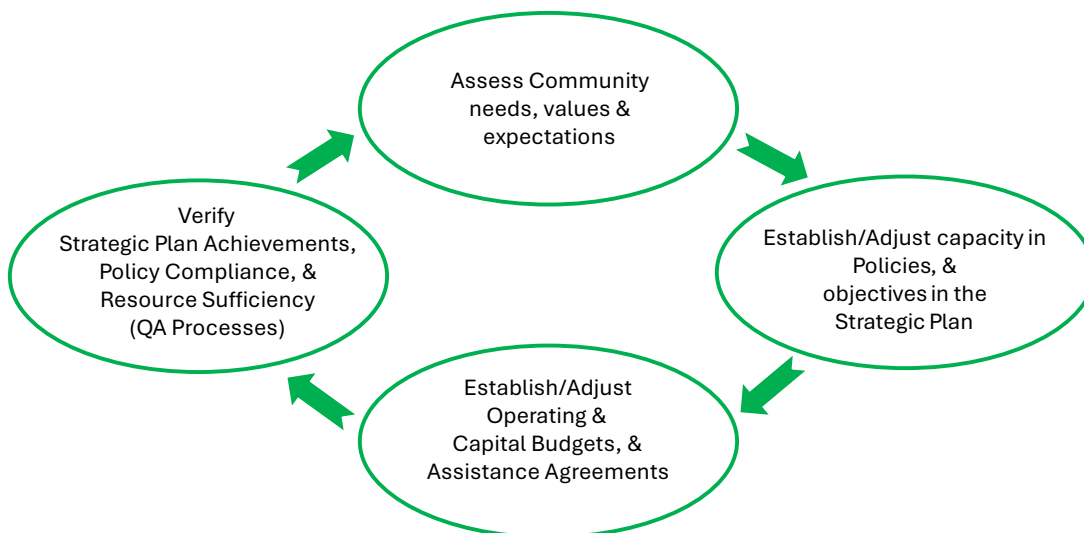 Assess Community
needs, values &
expectations
Establish/Adjust capacity in
Policies, &
objectives in the
Strategic Plan
Establish/Adjust
Operating &
Capital Budgets, &
Assistance Agreements
Verify
Strategic Plan Achievements,
Policy Compliance, &
Resource Sufficiency
(QA Processes)